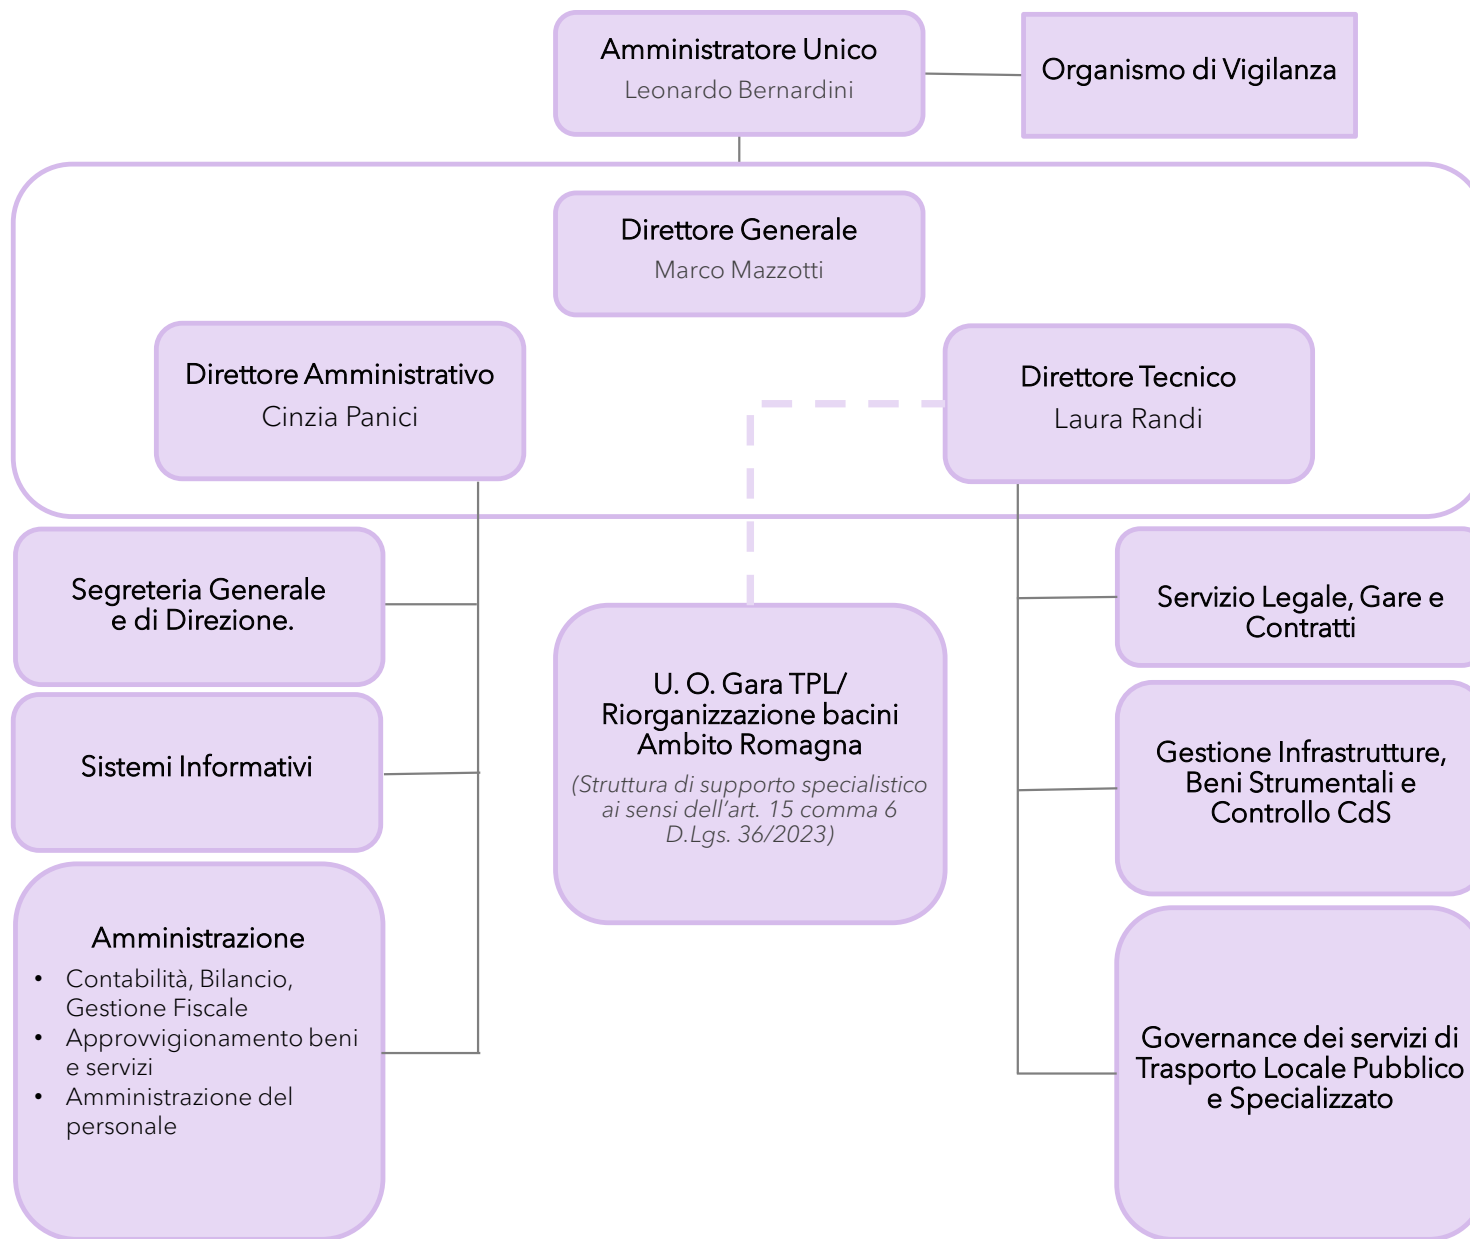 Amministratore Unico
Leonardo Bernardini
Organismo di Vigilanza
Direttore Generale
Marco Mazzotti
Direttore Amministrativo
Cinzia Panici
Direttore Tecnico
Laura Randi
Segreteria Generale
e di Direzione.
Sistemi Informativi
Amministrazione
• Contabilità, Bilancio,
Gestione Fiscale
• Approvvigionamento beni
e servizi
• Amministrazione del
personale
U. O. Gara TPL/
Riorganizzazione bacini
Ambito Romagna
(Struttura di supporto specialistico
ai sensi dell’art. 15 comma 6
D.Lgs. 36/2023)
Servizio Legale, Gare e
Contratti
Gestione Infrastrutture,
Beni Strumentali e
Controllo CdS
Governance dei servizi di
Trasporto Locale Pubblico
e Specializzato